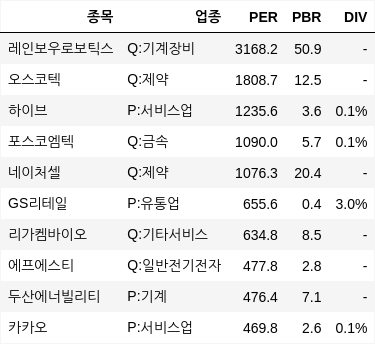 종목 업종 PER PBR DIV
레인보우로보틱스 Q:기계장비 3168.2 50.9 -
오스코텍 Q:제약 1808.7 12.5 -
하이브 P:서비스업 1235.6 3.6 0.1%
포스코엠텍 Q:금속 1090.0 5.7 0.1%
네이처셀 Q:제약 1076.3 20.4 -
GS리테일 P:유통업 655.6 0.4 3.0%
리가켐바이오 Q:기타서비스 634.8 8.5 -
에프에스티 Q:일반전기전자 477.8 2.8 -
두산에너빌리티 P:기계 476.4 7.1 -
카카오 P:서비스업 469.8 2.6 0.1%